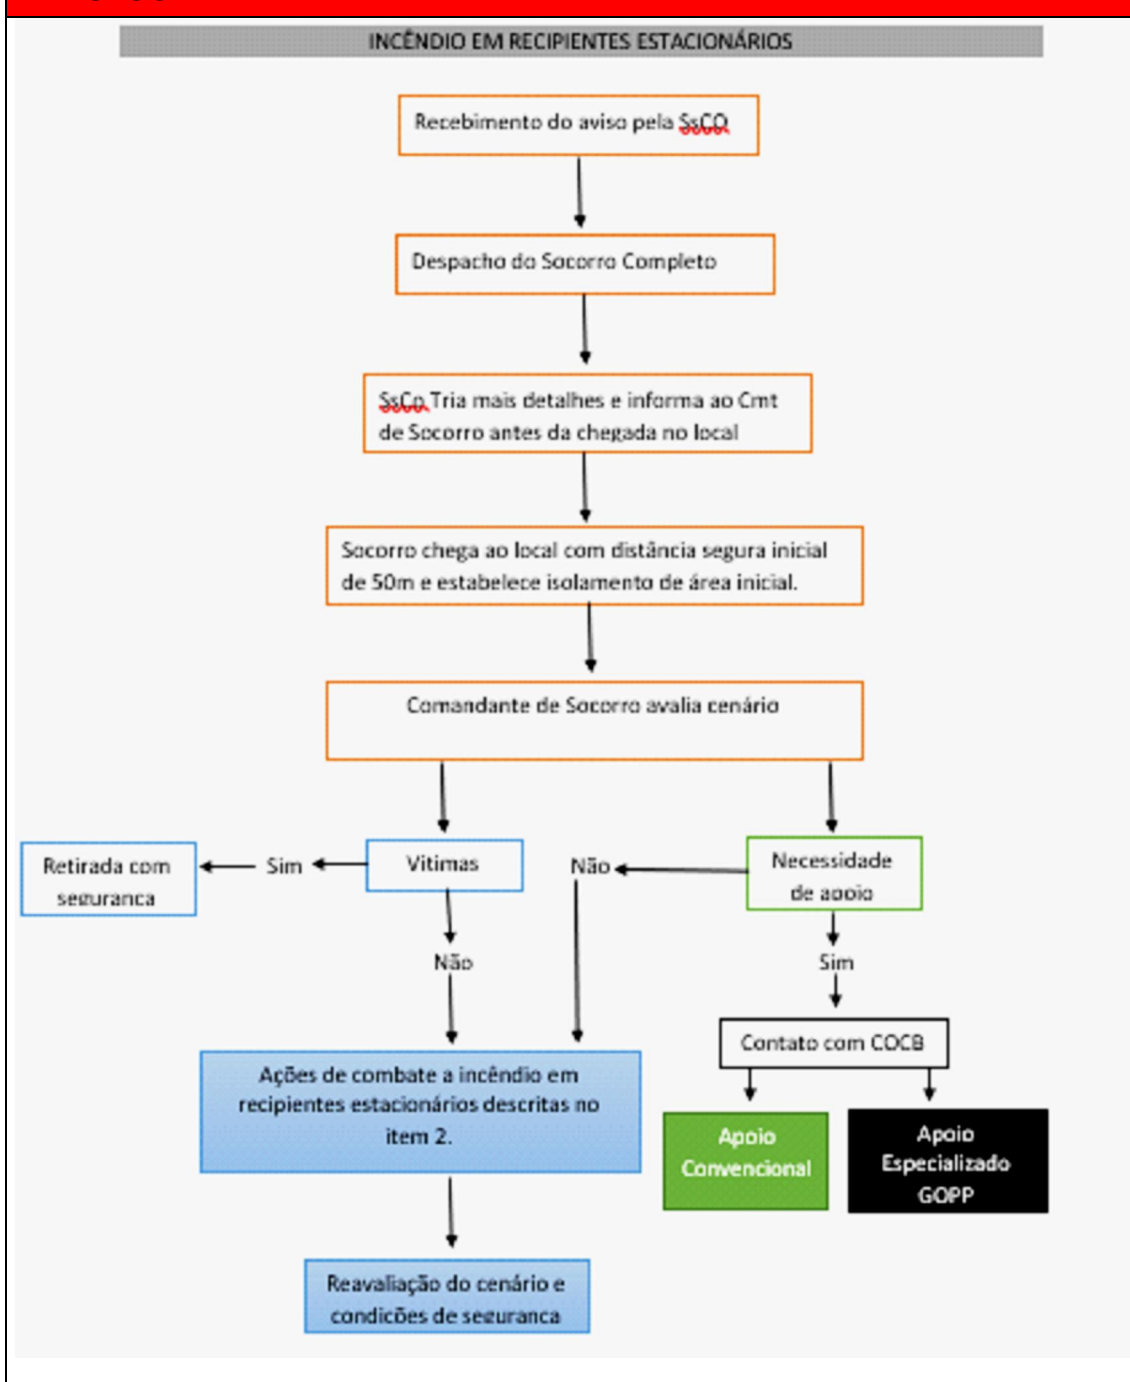 INCÊNDIO EM RECIPIENTES ESTACIONÁRIOS
Recebimento do aviso pela SsCO
Despacho do Socorro Completo
SsCo Tria mais detalhes e informa ao Cmt
de Socorro antes da chegada no local
Socorro chega ao local com distância segura inicial
de 50m e estabelece isolamento de área inicial.
Comandante de Socorro avalia cenário
Retirada com
segurança
Sim
Vitimas
Não
Necessidade
de apoio
Não
Sim
Contato com COCB
Ações de combate a incêndio em
recipientes estacionários descritas no
item 2.
Apoio
Convencional
Apoio
Especializado
GOPP
Reavaliação do cenário e
condições de segurança